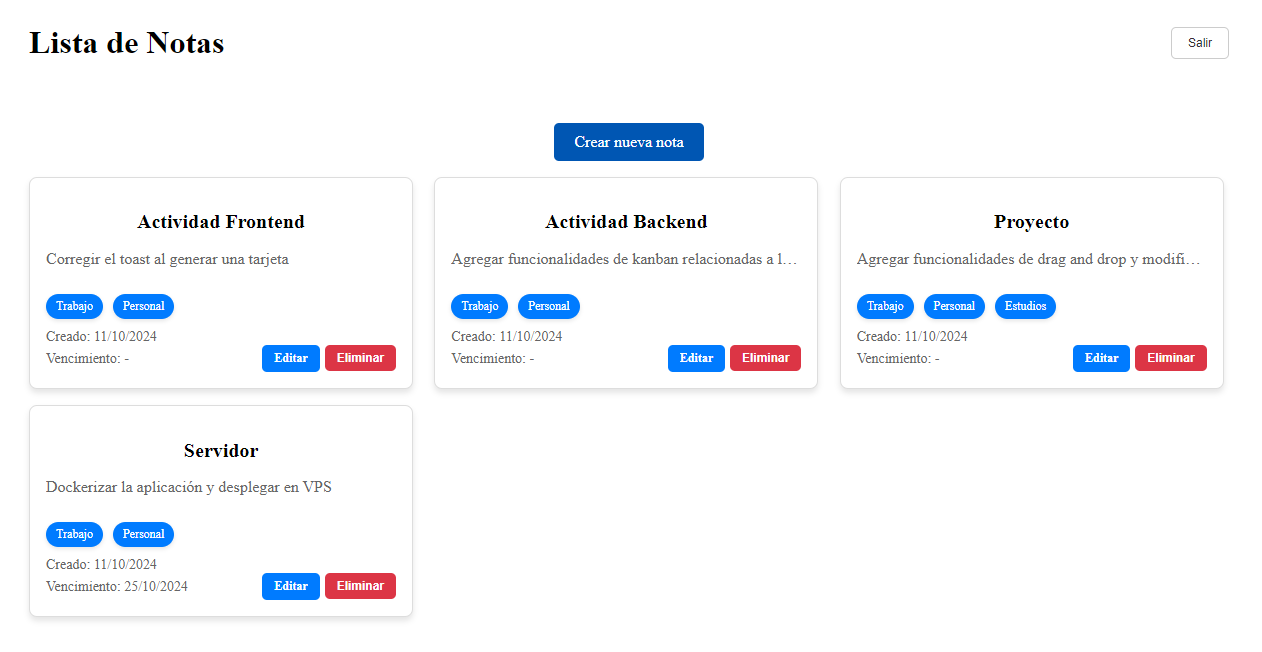 Lista de Notas
Salir
Crear nueva nota
Actividad Frontend
Corregir el toast al generar una tarjeta
Trabajo Personal
Creado: 11/10/2024
Vencimiento: -
Editar Eliminar
Actividad Backend
Agregar funcionalidades de kanban relacionadas a l…
Trabajo Personal
Creado: 11/10/2024
Vencimiento: -
Editar Eliminar
Proyecto
Agregar funcionalidades de drag and drop y modifi…
Trabajo Personal Estudios
Creado: 11/10/2024
Vencimiento: -
Editar Eliminar
Servidor
Dockerizar la aplicación y desplegar en VPS
Trabajo Personal
Creado: 11/10/2024
Vencimiento: 25/10/2024
Editar Eliminar